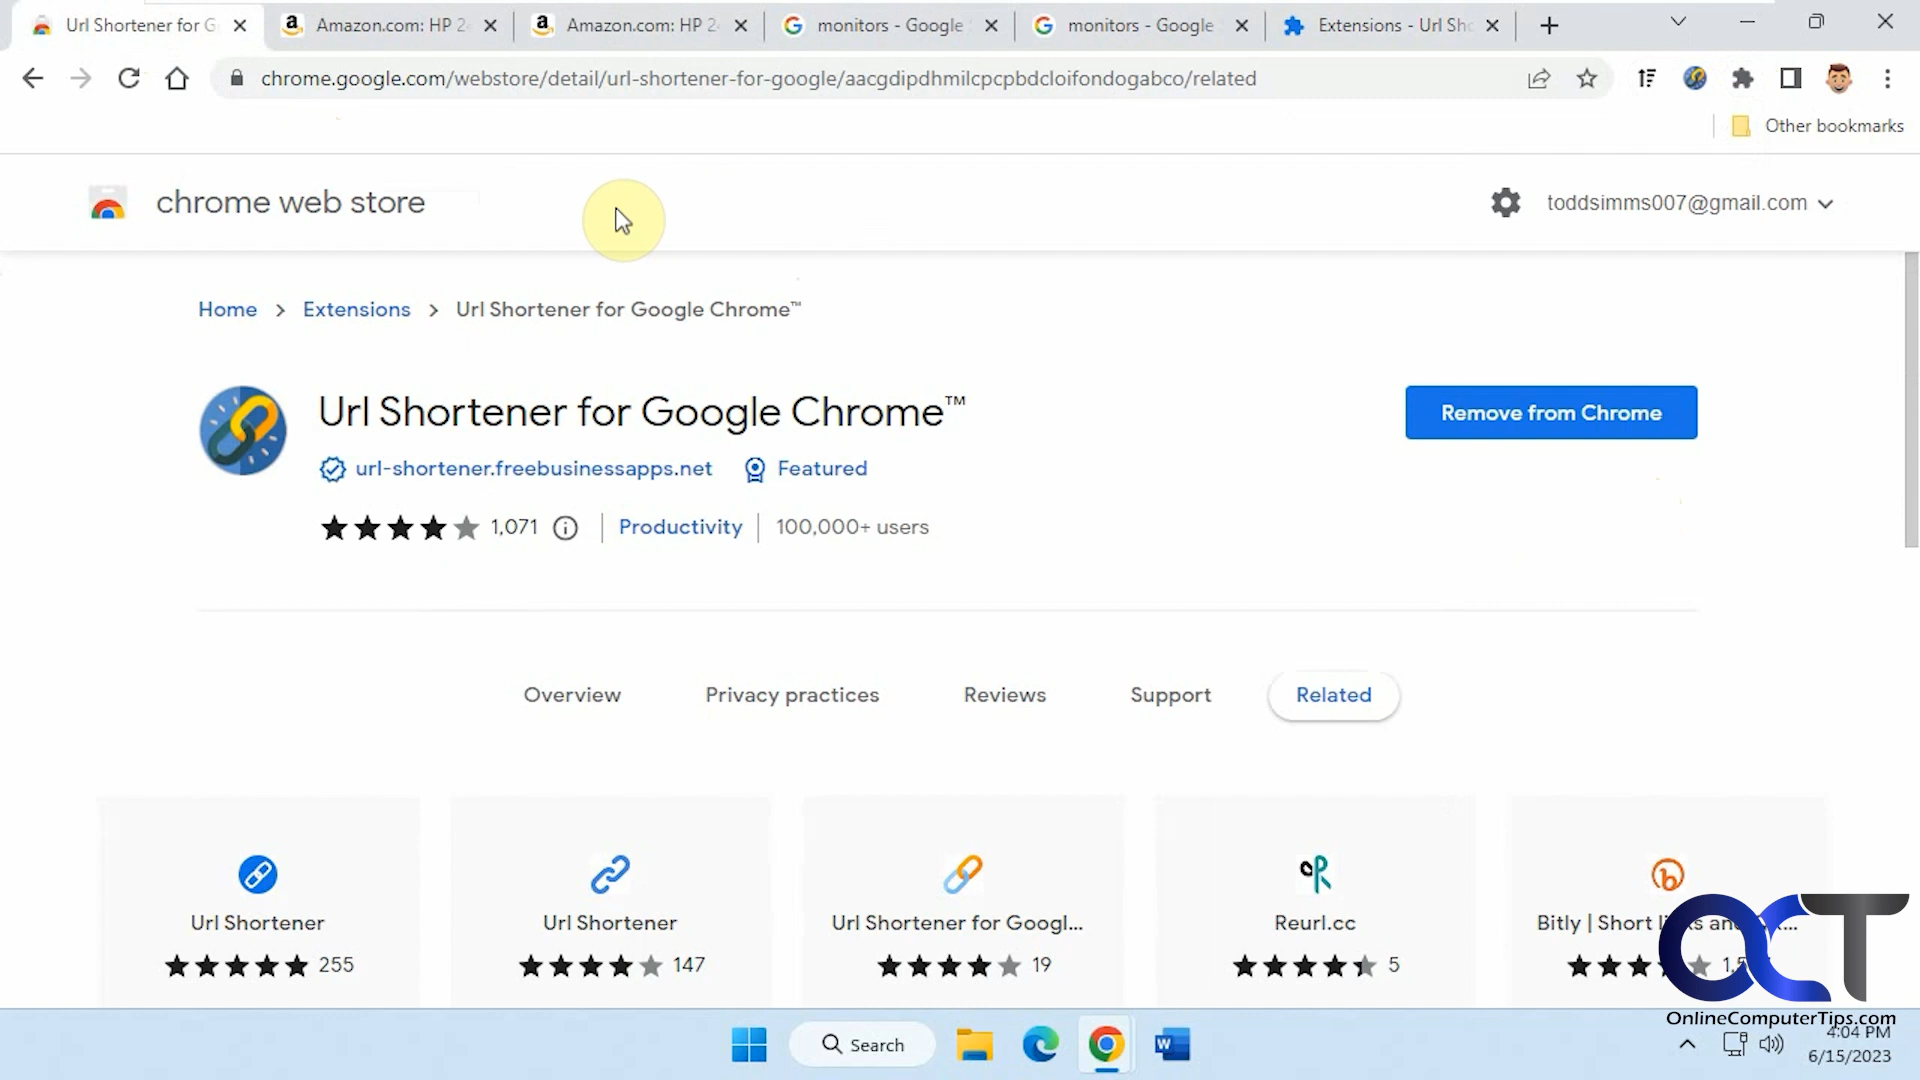 Url Shortener for G
Amazon.com: HP 2
Amazon.com: HP 2
monitors - Google
monitors - Google
Extensions - Url Sho
chrome.google.com/webstore/detail/url-shortener-for-google/aacgdipdhmilcpcpbdcloifondogabco/related
Other bookmarks
chrome web store
toddsimms007@gmail.com
Home > Extensions > Url Shortener for Google Chrome™
Url Shortener for Google Chrome™
Remove from Chrome
url-shortener.freebusinessapps.net
Featured
1,071
Productivity
100,000+ users
Overview
Privacy practices
Reviews
Support
Related
Url Shortener
Url Shortener
Url Shortener for Googl...
Reurl.cc
Bitly | Short
255
147
19
5
OCT
OnlineComputerTips.com
Search
4:04 PM
6/15/2023